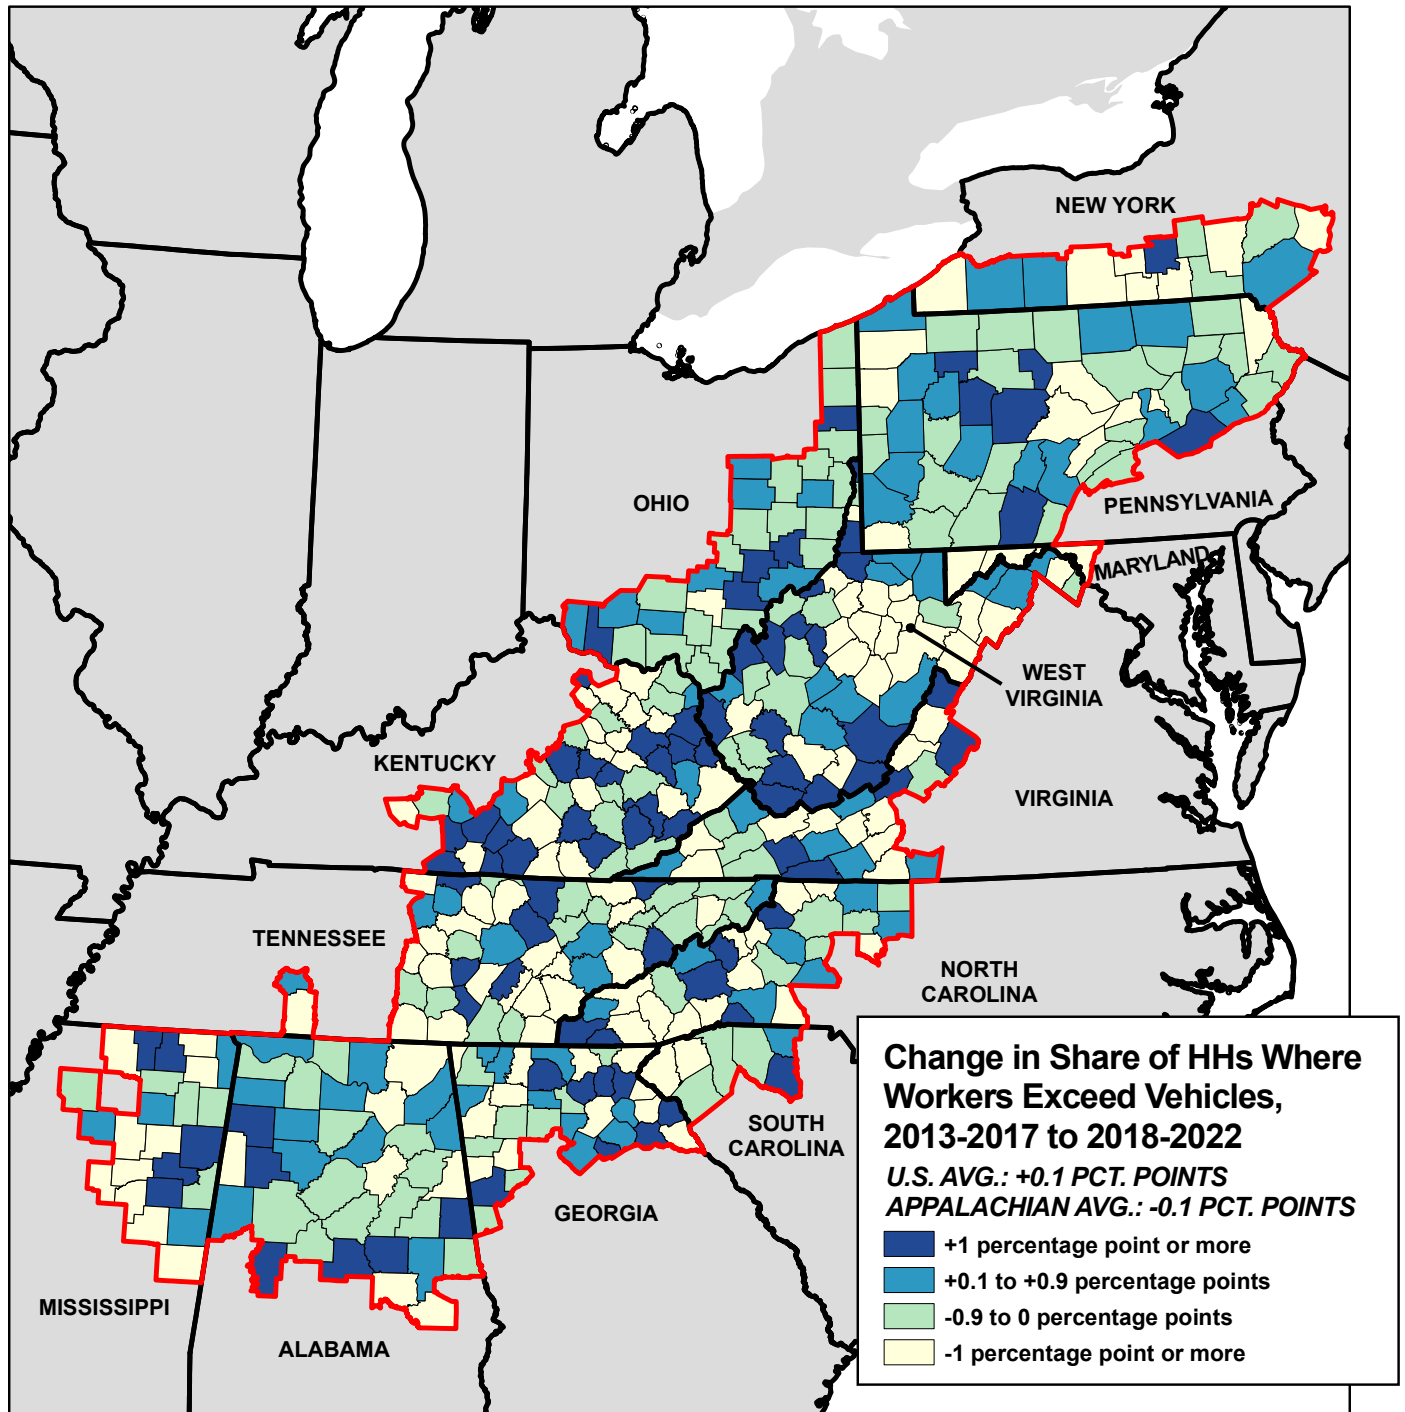 NEW YORK
OHIO
PENNSYLVANIA
MARYLAND
WEST
VIRGINIA
KENTUCKY
VIRGINIA
TENNESSEE
NORTH
CAROLINA
SOUTH
CAROLINA
GEORGIA
MISSISSIPPI
ALABAMA
Change in Share of HHs Where
Workers Exceed Vehicles,
2013-2017 to 2018-2022
U.S. AVG.: +0.1 PCT. POINTS
APPALACHIAN AVG.: -0.1 PCT. POINTS
+1 percentage point or more
+0.1 to +0.9 percentage points
-0.9 to 0 percentage points
-1 percentage point or more